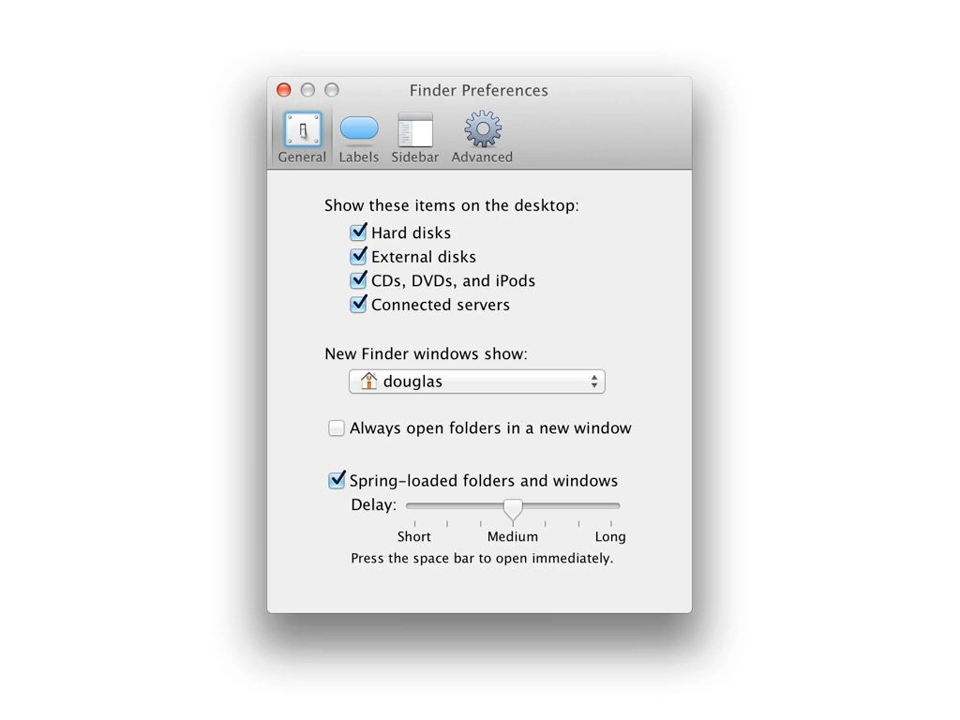 Finder Preferences
General Labels Sidebar Advanced
Show these items on the desktop:
Hard disks
External disks
CDs, DVDs, and iPods
Connected servers
New Finder windows show:
douglas
Always open folders in a new window
Spring-loaded folders and windows
Delay:
Short Medium Long
Press the space bar to open immediately.